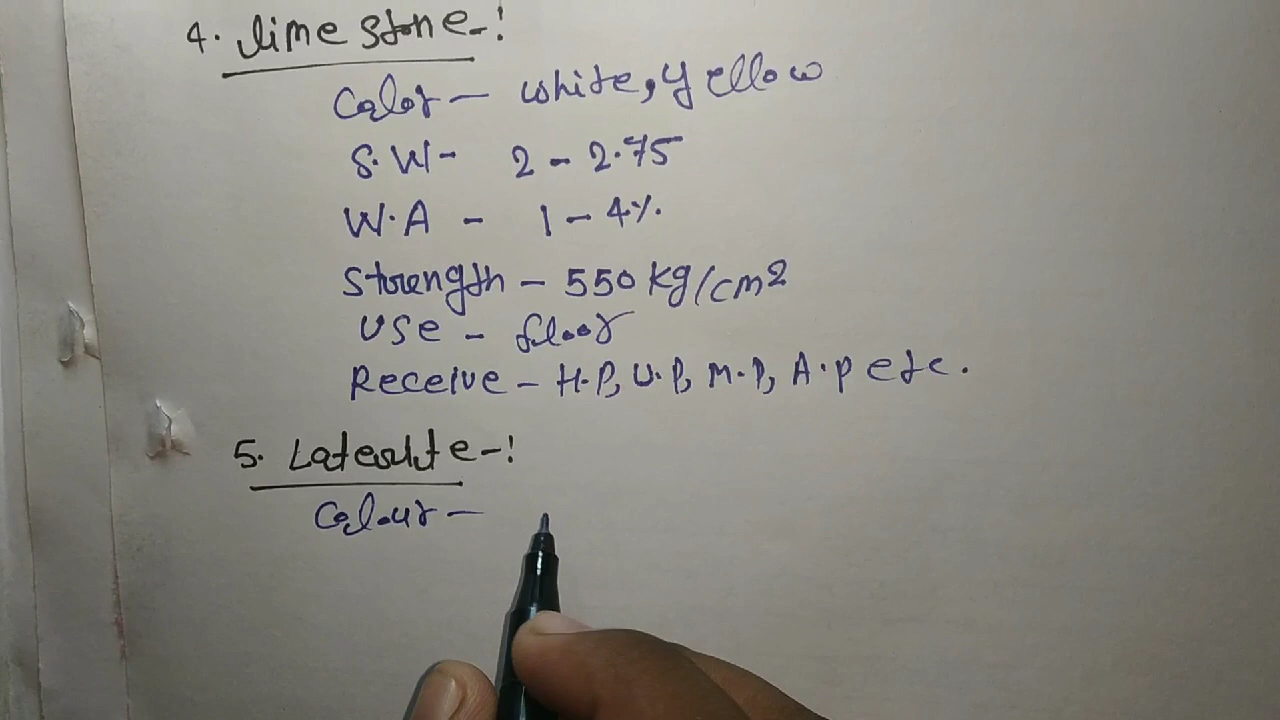 4. Lime stone -!
Color - white, yellow
S.W - 2 - 2.75
W.A - 1 - 4%.
Strength - 550 kg/cm2
Use - floor
Receive - H.P, U.P, M.P, A.P etc.
5. Laterite -!
Colour -